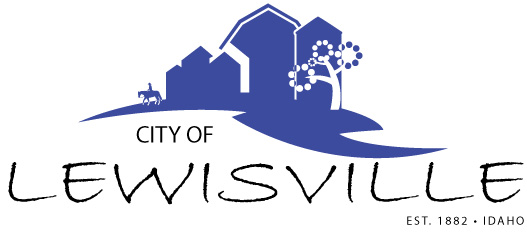 CITY OF
LEWISVILLE
EST. 1882 • IDAHO